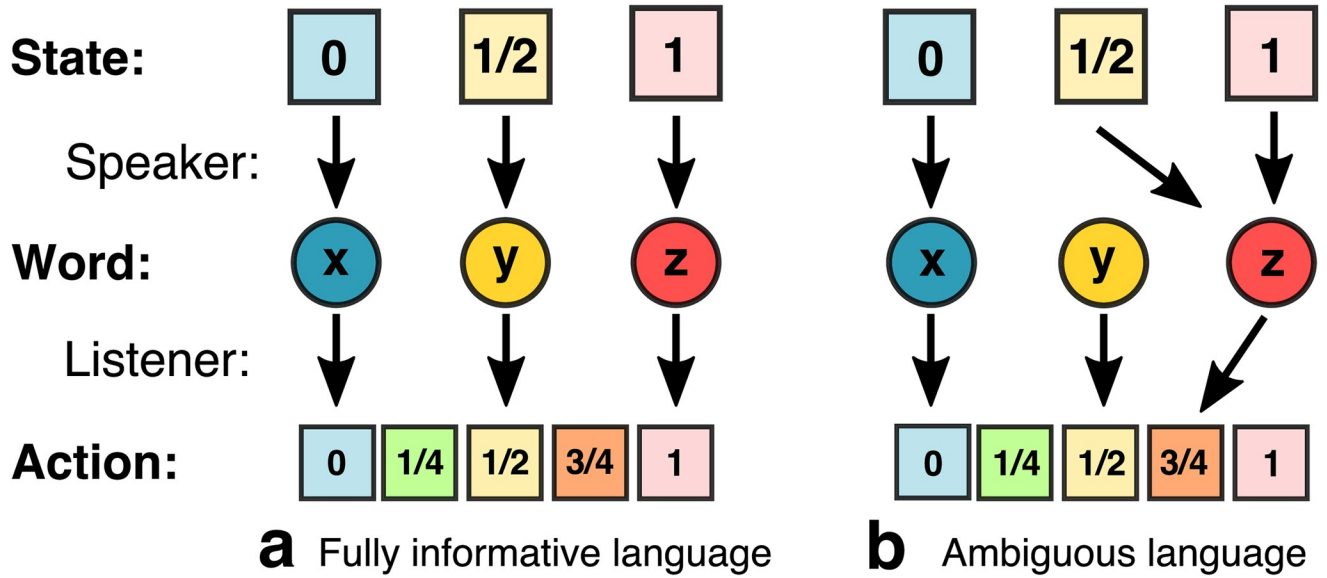 State: 0 1/2 1 0 1/2 1
Speaker:
Word: x y z x y z
Listener:
Action: 0 1/4 1/2 3/4 1 0 1/4 1/2 3/4 1
a Fully informative language b Ambiguous language